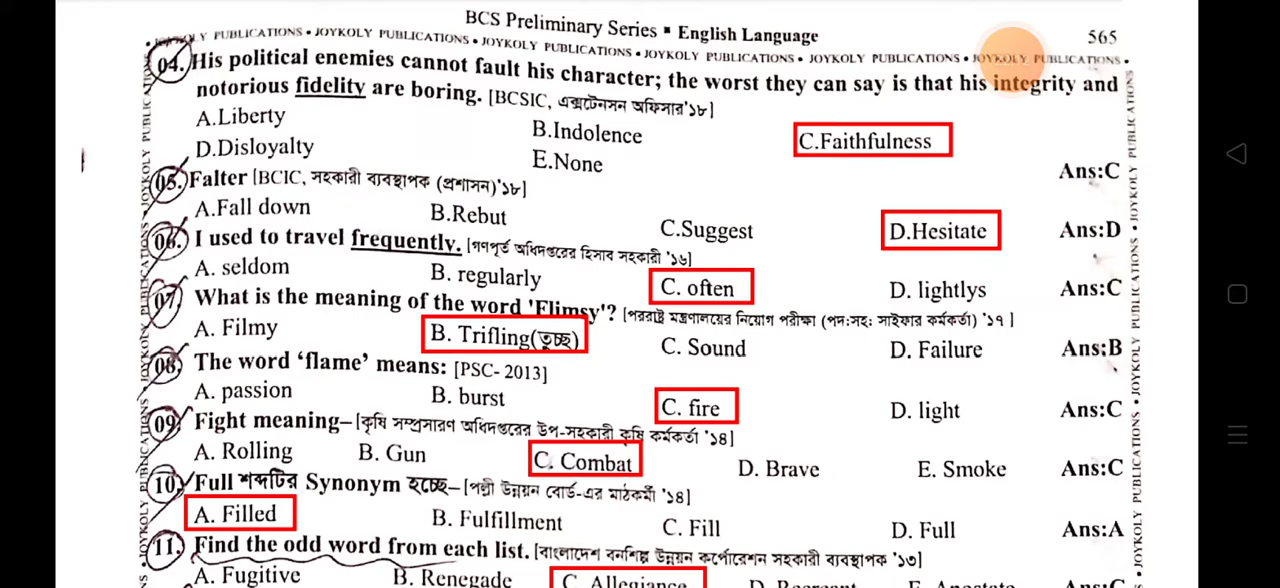 BCS Preliminary Series ▪ English Language 565
Y PUBLICATIONS • JOYKOLY PUBLICATIONS • JOYKOLY PUBLICATIONS • JOYKOLY PUBLICATIONS • JOYKOLY PUBLICATIONS • JOYKOLY PUBLICATIONS •
04. His political enemies cannot fault his character; the worst they can say is that his integrity and
notorious fidelity are boring. [BCSIC, এক্সটেনসন অফিসার'১৮]
A.Liberty B.Indolence C.Faithfulness
D.Disloyalty E.None Ans:C
05. Falter [BCIC, সহকারী ব্যবস্থাপক (প্রশাসন)'১৮]
A.Fall down B.Rebut C.Suggest D.Hesitate Ans:D
06. I used to travel frequently. [গণপূর্ত অধিদপ্তরের হিসাব সহকারী '১৬]
A. seldom B. regularly C. often D. lightlys Ans:C
07. What is the meaning of the word 'Flimsy'? [পররাষ্ট্র মন্ত্রণালয়ের নিয়োগ পরীক্ষা (পদ:সহ: সাইফার কর্মকর্তা) '১৭]
A. Filmy B. Trifling(তুচ্ছ) C. Sound D. Failure Ans:B
08. The word ‘flame’ means: [PSC- 2013]
A. passion B. burst C. fire D. light Ans:C
09. Fight meaning–[কৃষি সম্প্রসারণ অধিদপ্তরের উপ-সহকারী কৃষি কর্মকর্তা '১৪]
A. Rolling B. Gun C. Combat D. Brave E. Smoke Ans:C
10. Full শব্দটির Synonym হচ্ছে–[পল্লী উন্নয়ন বোর্ড-এর মাঠকর্মী '১৪]
A. Filled B. Fulfillment C. Fill D. Full Ans:A
11. Find the odd word from each list. [বাংলাদেশ বনশিল্প উন্নয়ন কর্পোরেশন সহকারী ব্যবস্থাপক '১৩]
A. Fugitive B. Renegade C. Allegiance